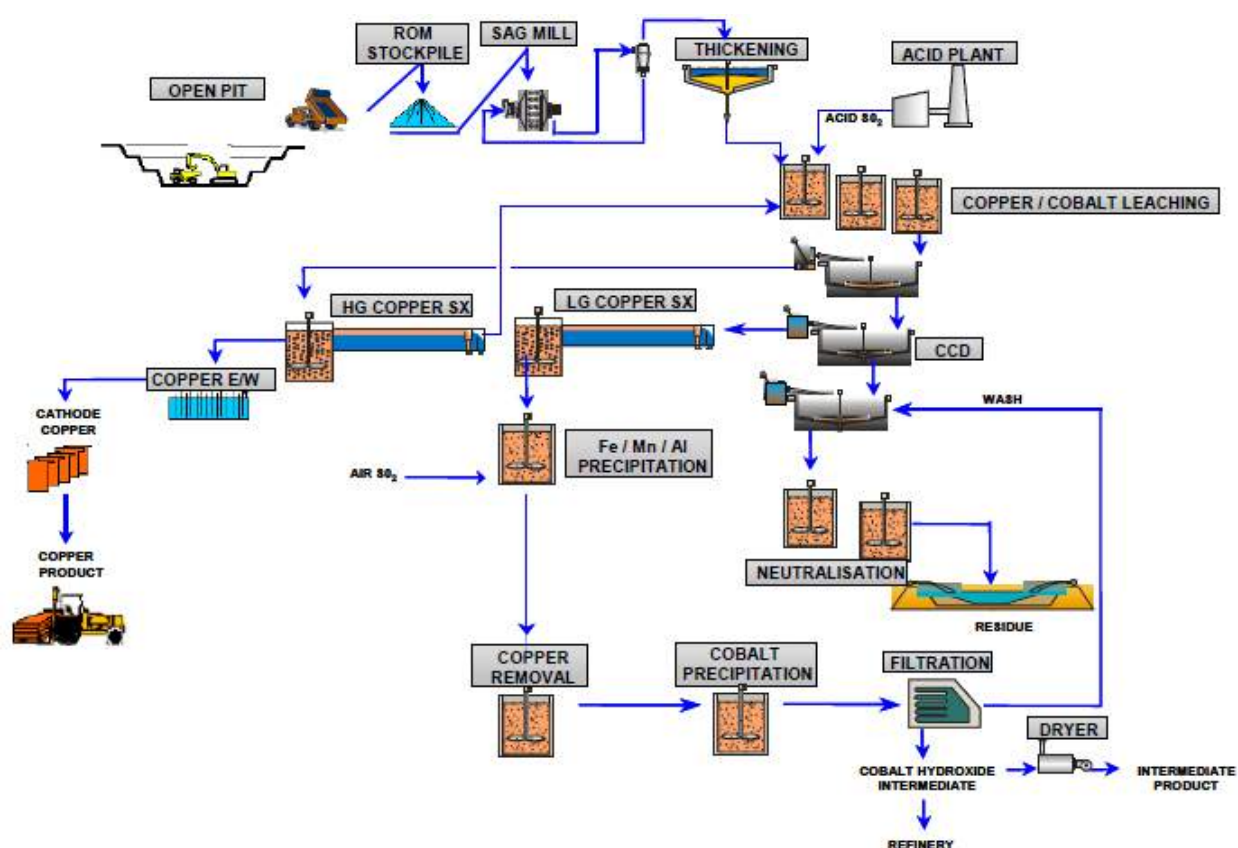 ROM
STOCKPILE
SAG MILL
THICKENING
ACID PLANT
OPEN PIT
ACID S0₂
COPPER / COBALT LEACHING
HG COPPER SX
LG COPPER SX
CCD
COPPER E/W
WASH
CATHODE
COPPER
Fe / Mn / Al
PRECIPITATION
AIR S0₂
COPPER
PRODUCT
NEUTRALISATION
RESIDUE
COPPER
REMOVAL
COBALT
PRECIPITATION
FILTRATION
DRYER
COBALT HYDROXIDE
INTERMEDIATE
INTERMEDIATE
PRODUCT
REFINERY